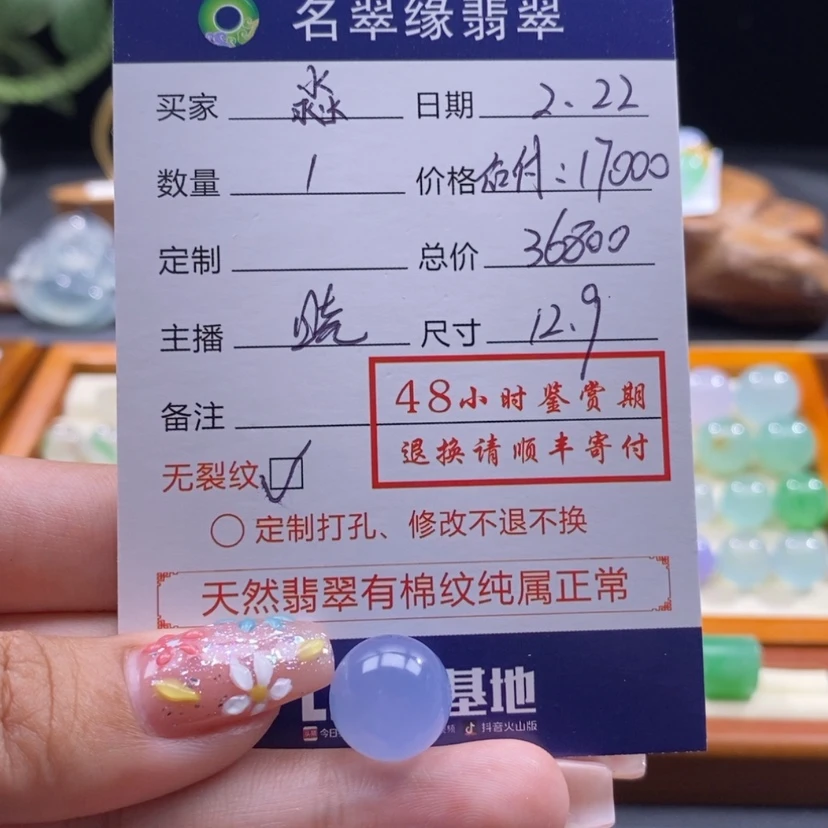 名翠缘翡翠
买家 淼 日期 2.22
数量 1 价格 右付:17000
定制 总价 36800
主播 晓 尺寸 12.9
备注
48小时鉴赏期
退换请顺丰寄付
无裂纹
定制打孔、修改不退不换
天然翡翠有棉纹纯属正常
基地
今日 抖音火山版